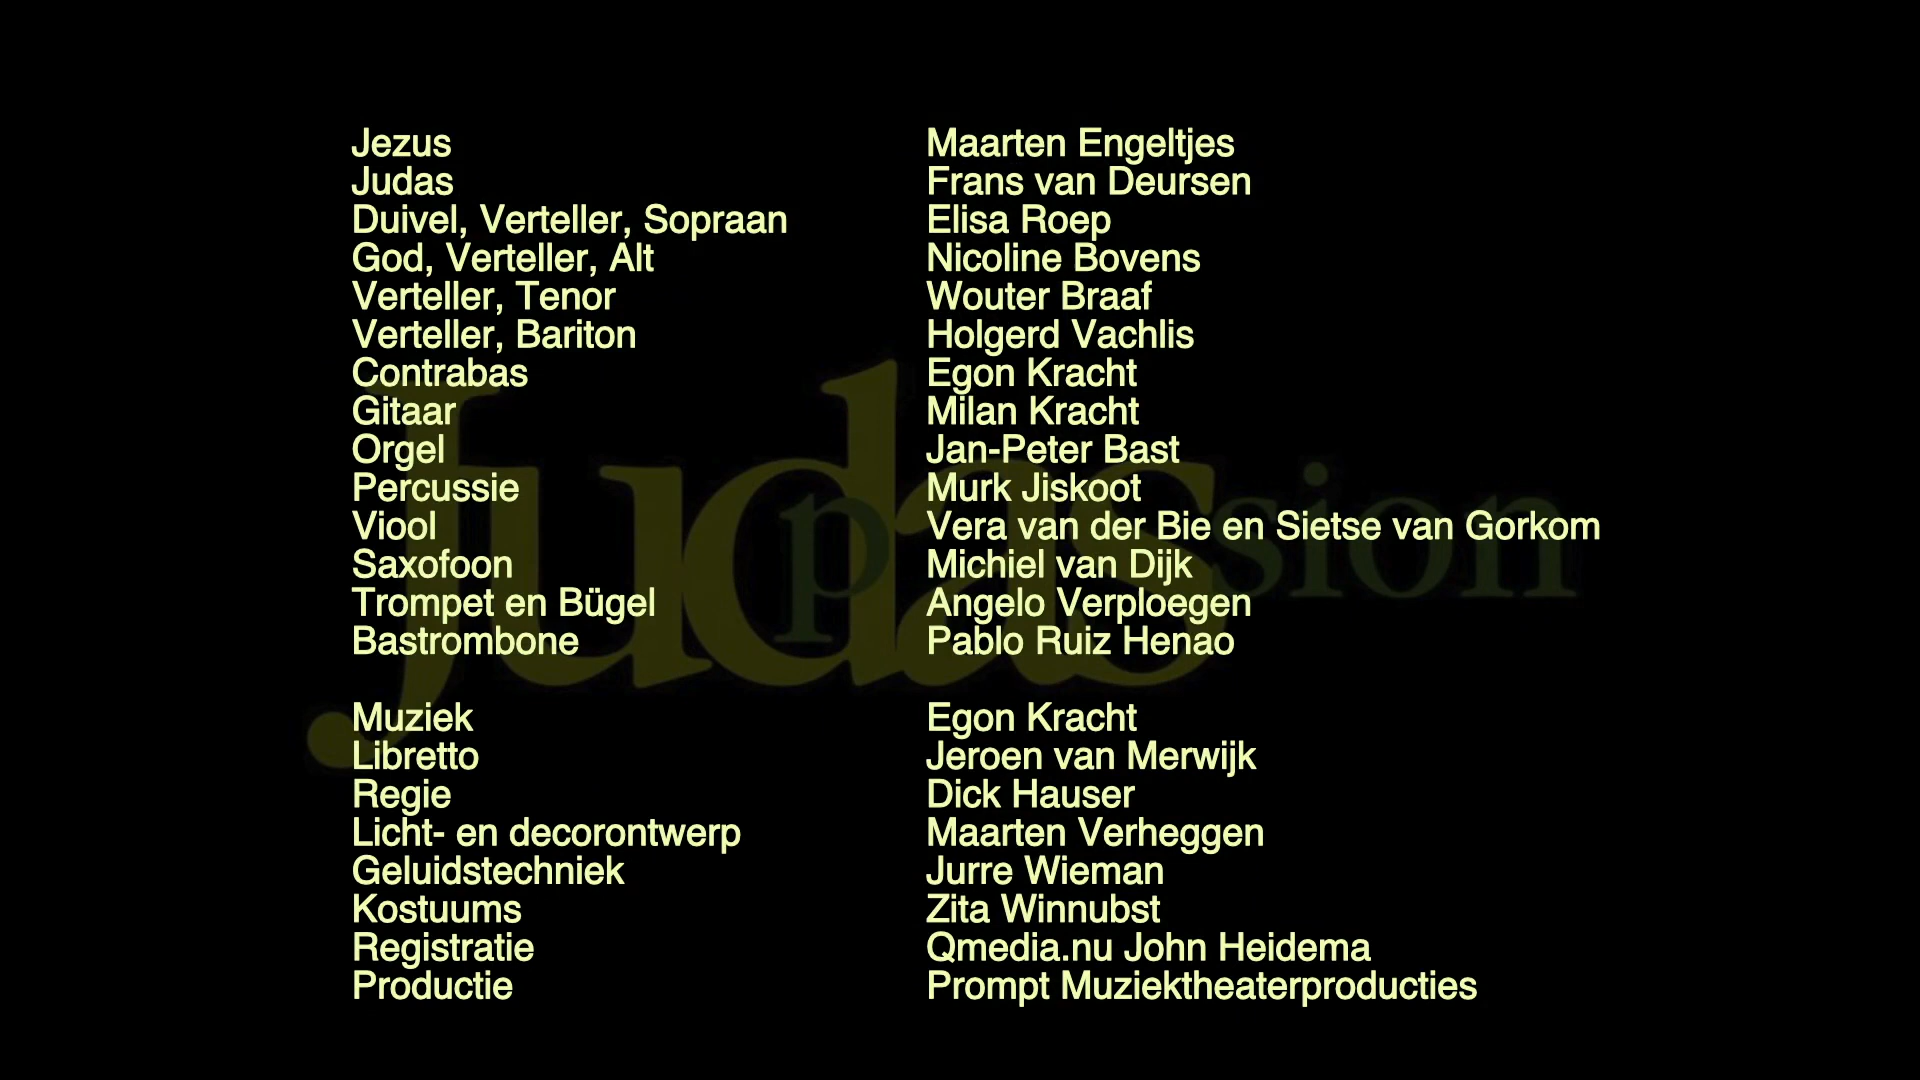 Jezus Maarten Engeltjes
Judas Frans van Deursen
Duivel, Verteller, Sopraan Elisa Roep
God, Verteller, Alt Nicoline Bovens
Verteller, Tenor Wouter Braaf
Verteller, Bariton Holgerd Vachlis
Contrabas Egon Kracht
Gitaar Milan Kracht
Orgel Jan-Peter Bast
Percussie Murk Jiskoot
Viool Vera van der Bie en Sietse van Gorkom
Saxofoon Michiel van Dijk
Trompet en Bügel Angelo Verploegen
Bastrombone Pablo Ruiz Henao
Muziek Egon Kracht
Libretto Jeroen van Merwijk
Regie Dick Hauser
Licht- en decorontwerp Maarten Verheggen
Geluidstechniek Jurre Wieman
Kostuums Zita Winnubst
Registratie Qmedia.nu John Heidema
Productie Prompt Muziektheaterproducties
Judas
passion